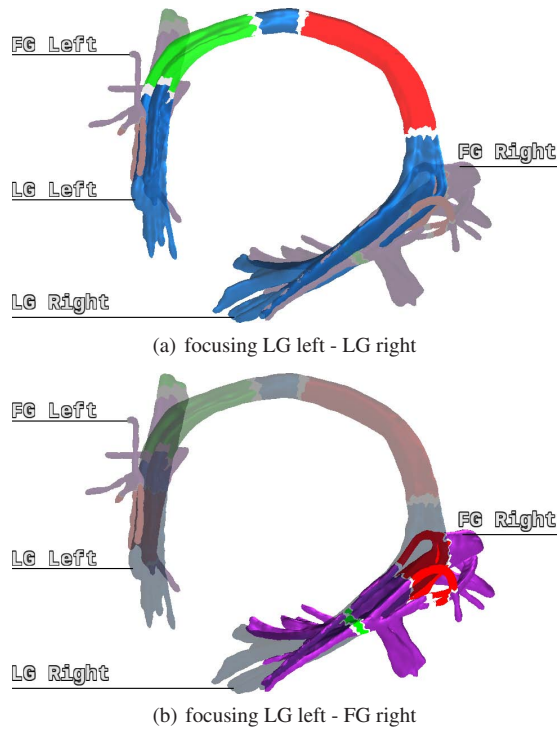 FG Left
FG Right
LG Left
LG Right
(a) focusing LG left - LG right
FG Left
FG Right
LG Left
LG Right
(b) focusing LG left - FG right